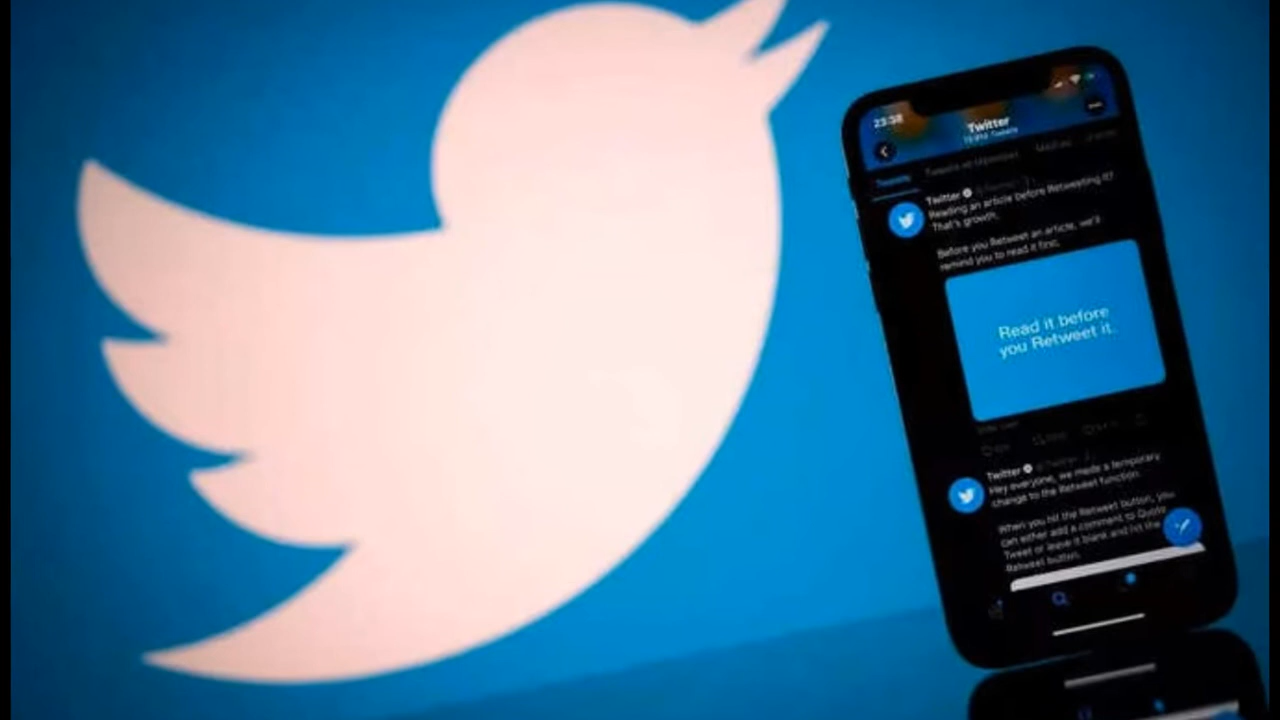 23:38
Twitter
Tweets
Twitter
Reading an article before Retweeting it?
That's growth.
Before you Retweet an article, we'll
remind you to read it first.
Read it before
you Retweet it.
Twitter
Hey everyone, we made a temporary
change to the Retweet function.
When you hit the Retweet button, you
can either add a comment to Quote
Tweet or leave it blank and hit the
Retweet button.